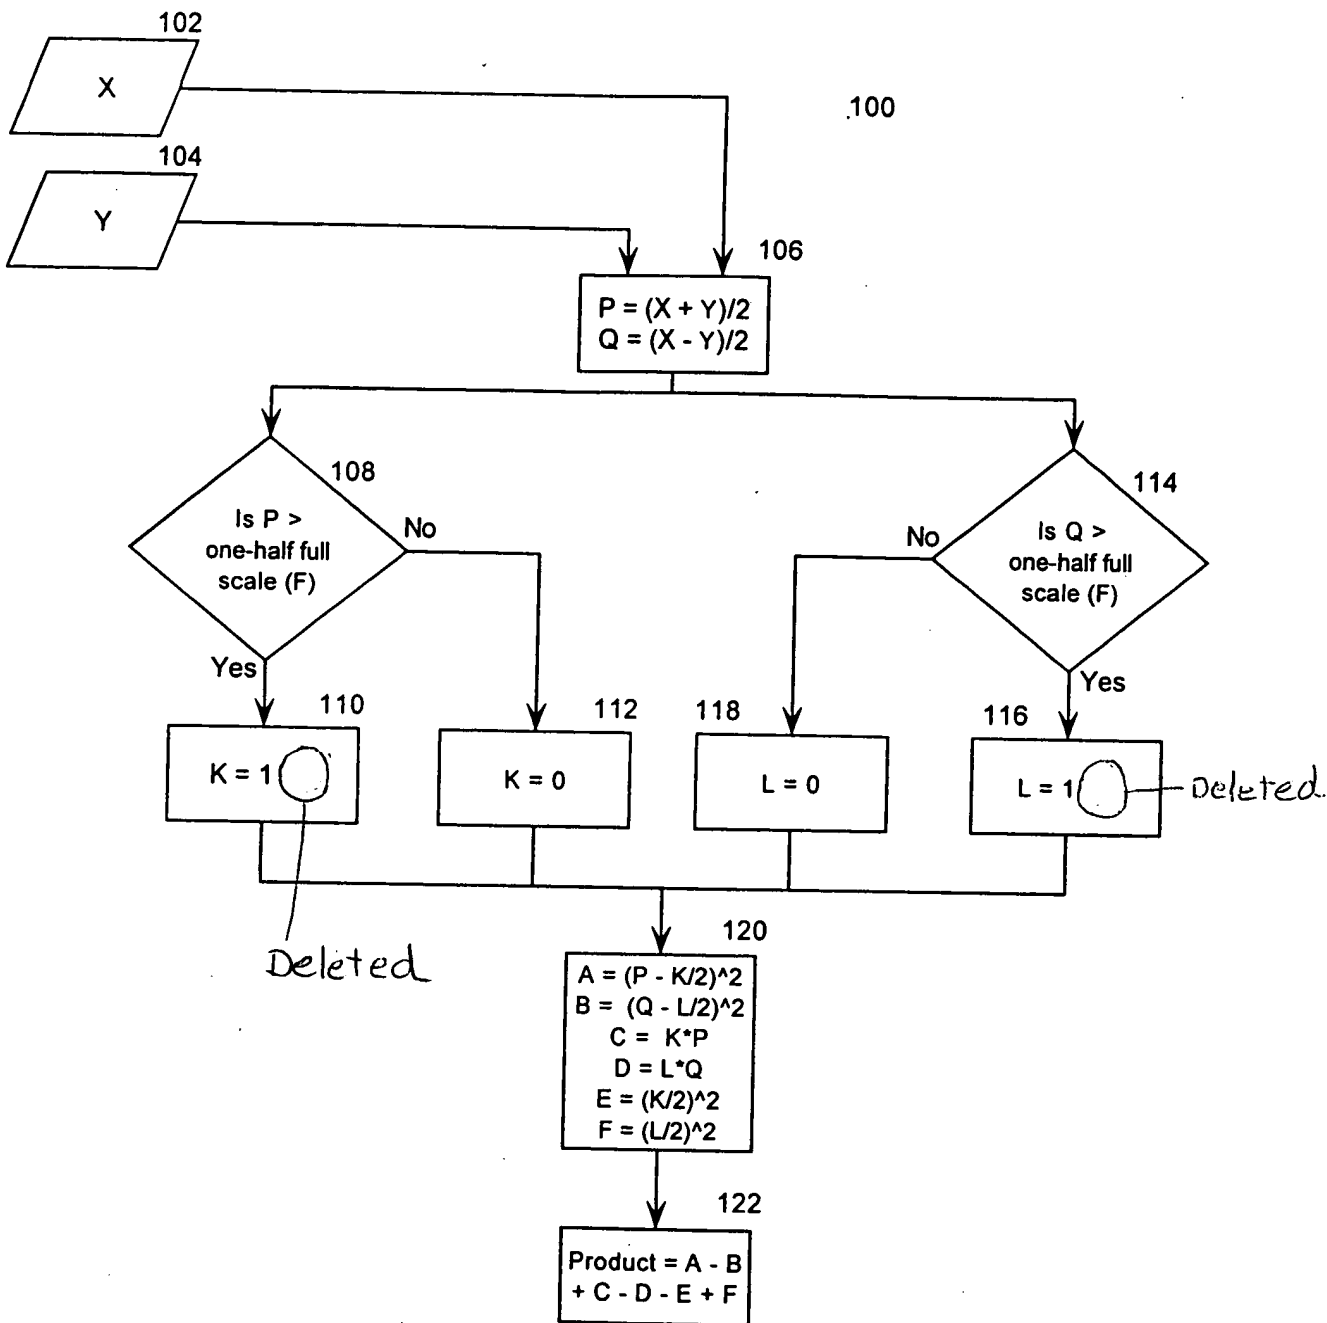 102
X
.100
104
Y
106
P = (X + Y)/2
Q = (X - Y)/2
108
Is P >
one-half full
scale (F)
No
Yes
114
Is Q >
one-half full
scale (F)
No
Yes
110
K = 1
112
K = 0
118
L = 0
116
L = 1
Deleted
Deleted
120
A = (P - K/2)^2
B = (Q - L/2)^2
C = K*P
D = L*Q
E = (K/2)^2
F = (L/2)^2
122
Product = A - B
+ C - D - E + F